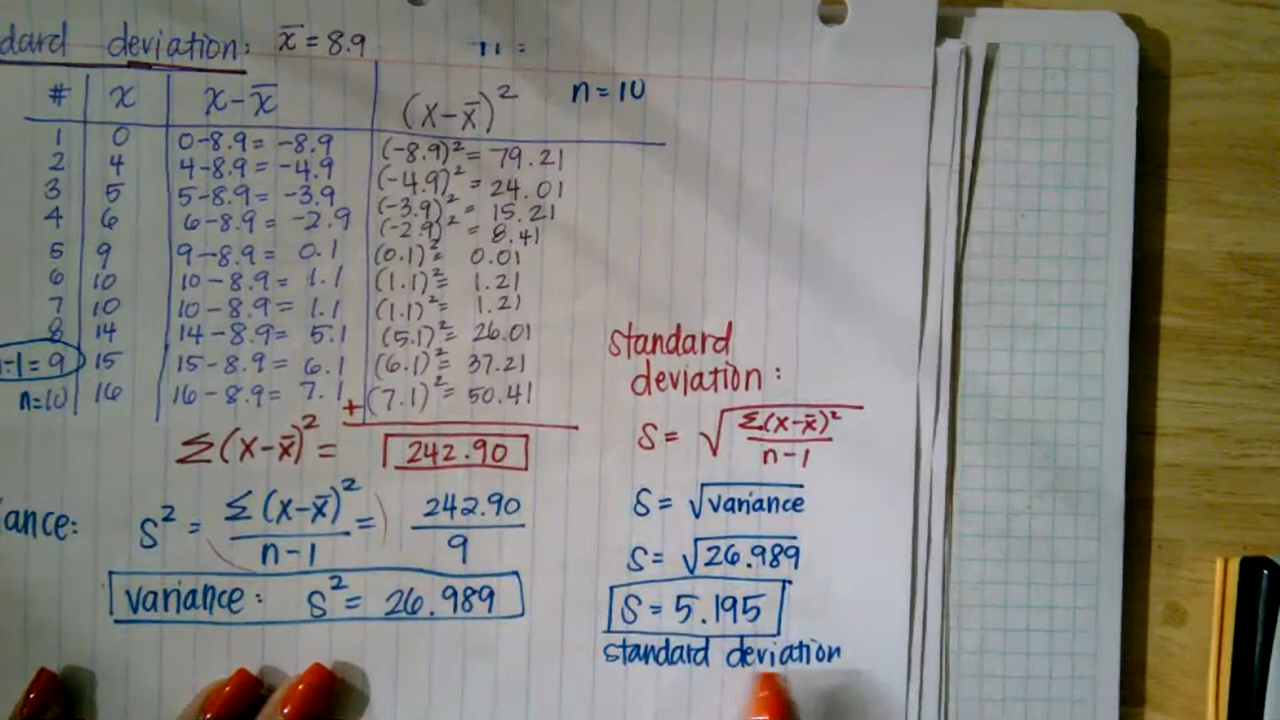 dard deviation: x̅ = 8.9
n =
# x x-x̅ (x-x̅)² n = 10
1 0 0-8.9 = -8.9 (-8.9)² = 79.21
2 4 4-8.9 = -4.9 (-4.9)² = 24.01
3 5 5-8.9 = -3.9 (-3.9)² = 15.21
4 6 6-8.9 = -2.9 (-2.9)² = 8.41
5 9 9-8.9 = 0.1 (0.1)² = 0.01
6 10 10-8.9 = 1.1 (1.1)² = 1.21
7 10 10-8.9 = 1.1 (1.1)² = 1.21
8 14 14-8.9 = 5.1 (5.1)² = 26.01
-1 = 9 15 15-8.9 = 6.1 (6.1)² = 37.21
n=10 16 16-8.9 = 7.1 + (7.1)² = 50.41
Σ(x-x̅)² = 242.90
iance: S² = Σ(x-x̅)² / n-1 = 242.90 / 9
variance: S² = 26.989
standard
deviation:
S = √Σ(x-x̅)² / n-1
S = √variance
S = √26.989
S = 5.195
standard deviation